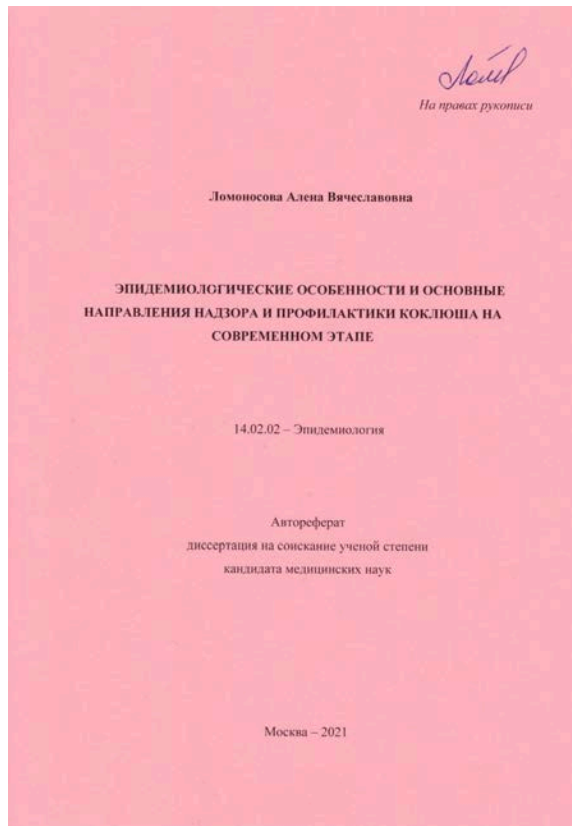 На правах рукописи
Ломоносова Алена Вячеславовна
ЭПИДЕМИОЛОГИЧЕСКИЕ ОСОБЕННОСТИ И ОСНОВНЫЕ
НАПРАВЛЕНИЯ НАДЗОРА И ПРОФИЛАКТИКИ КОКЛЮША НА
СОВРЕМЕННОМ ЭТАПЕ
14.02.02 – Эпидемиология
Автореферат
диссертация на соискание ученой степени
кандидата медицинских наук
Москва – 2021